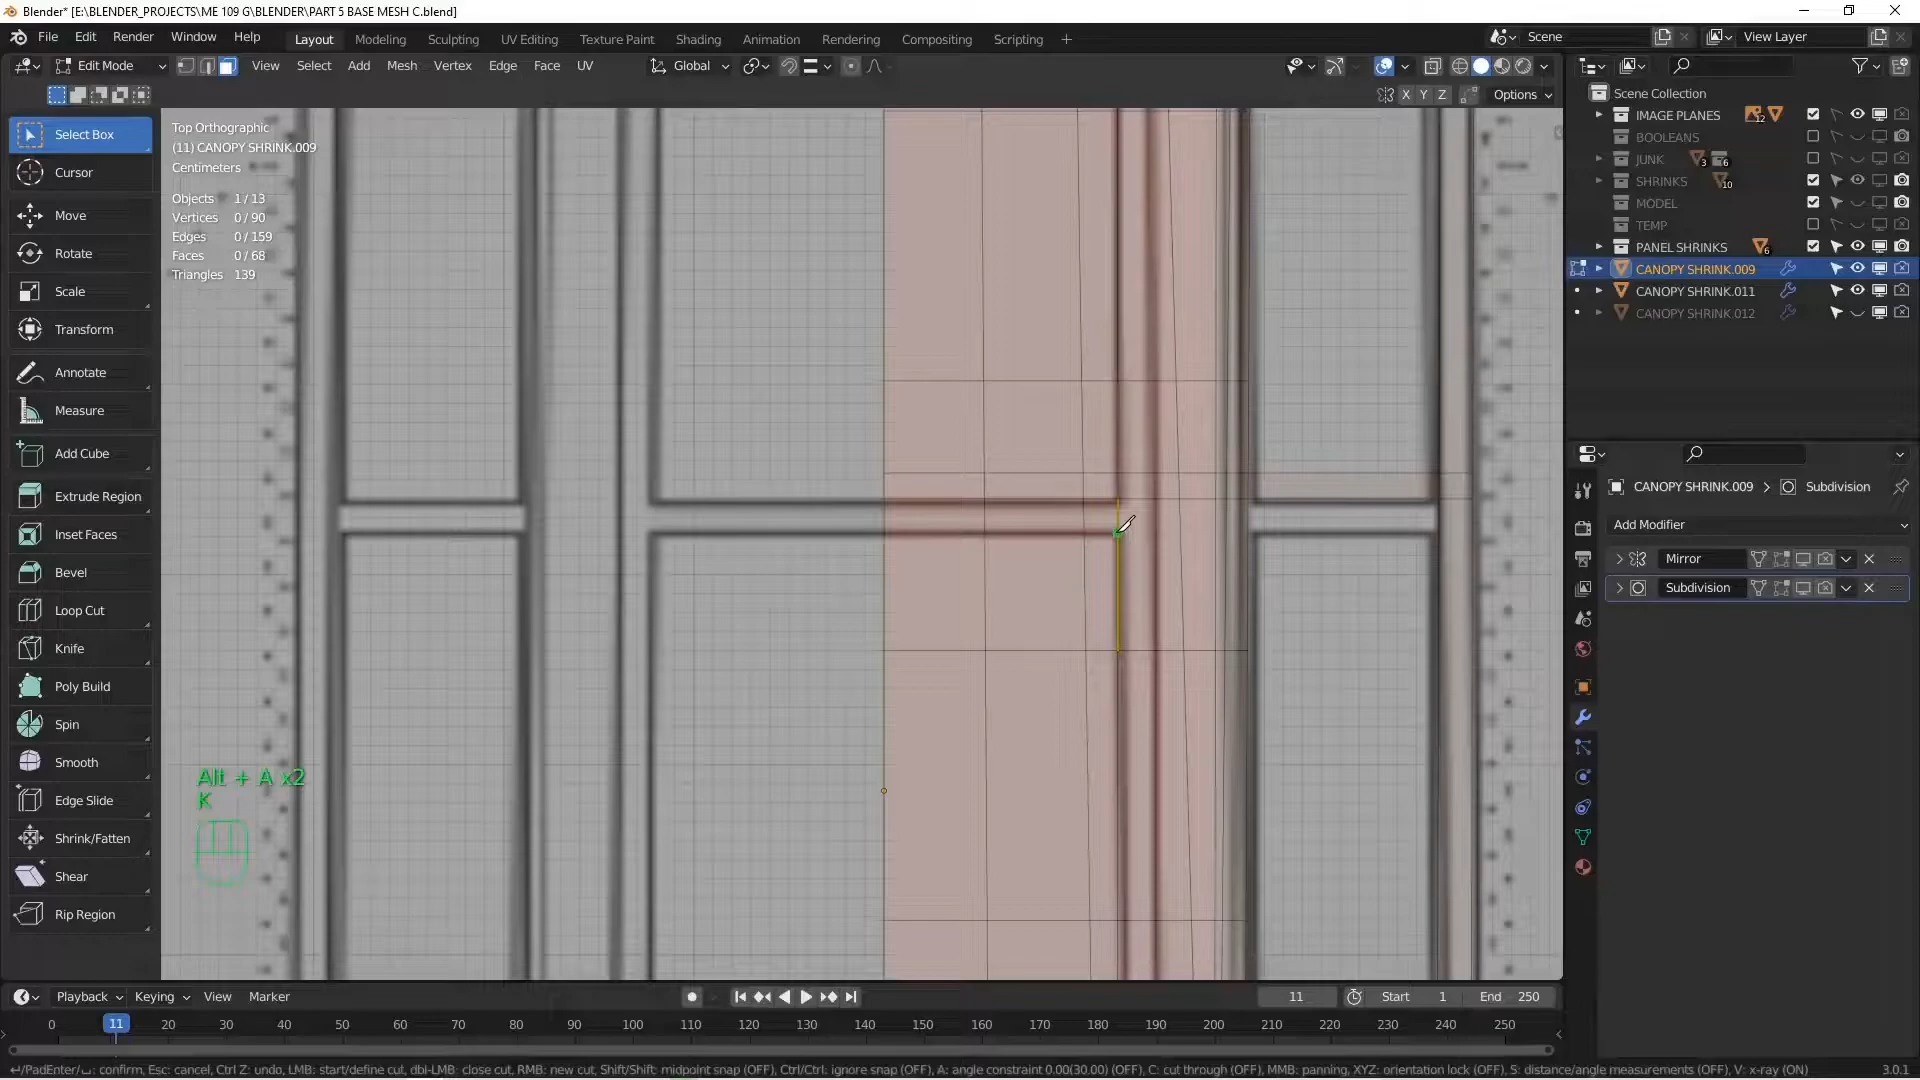 Blender* [E:\BLENDER_PROJECTS\ME 109 G\BLENDER\PART 5 BASE MESH C.blend]
File Edit Render Window Help Layout Modeling Sculpting UV Editing Texture Paint Shading Animation Rendering Compositing Scripting + Scene View Layer
Edit Mode View Select Add Mesh Vertex Edge Face UV Global
X Y Z Options
Select Box
Cursor
Move
Rotate
Scale
Transform
Annotate
Measure
Add Cube
Extrude Region
Inset Faces
Bevel
Loop Cut
Knife
Poly Build
Spin
Smooth
Edge Slide
Shrink/Fatten
Shear
Rip Region
Top Orthographic
(11) CANOPY SHRINK.009
Centimeters
Objects 1 / 13
Vertices 0 / 90
Edges 0 / 159
Faces 0 / 68
Triangles 139
Alt + A x2
K
Scene Collection
IMAGE PLANES 12
BOOLEANS
JUNK 3 6
SHRINKS 10
MODEL
TEMP
PANEL SHRINKS 6
CANOPY SHRINK.009
CANOPY SHRINK.011
CANOPY SHRINK.012
CANOPY SHRINK.009 > Subdivision
Add Modifier
Mirror
Subdivision
Playback Keying View Marker 11 Start 1 End 250
0 11 20 30 40 50 60 70 80 90 100 110 120 130 140 150 160 170 180 190 200 210 220 230 240 250
↵/PadEnter/␣: confirm, Esc: cancel, Ctrl Z: undo, LMB: start/define cut, dbl-LMB: close cut, RMB: new cut, Shift/Shift: midpoint snap (OFF), Ctrl/Ctrl: ignore snap (OFF), A: angle constraint 0.00(30.00) (OFF), C: cut through (OFF), MMB: panning, XYZ: orientation lock (OFF), S: distance/angle measurements (OFF), V: x-ray (ON) 3.0.1